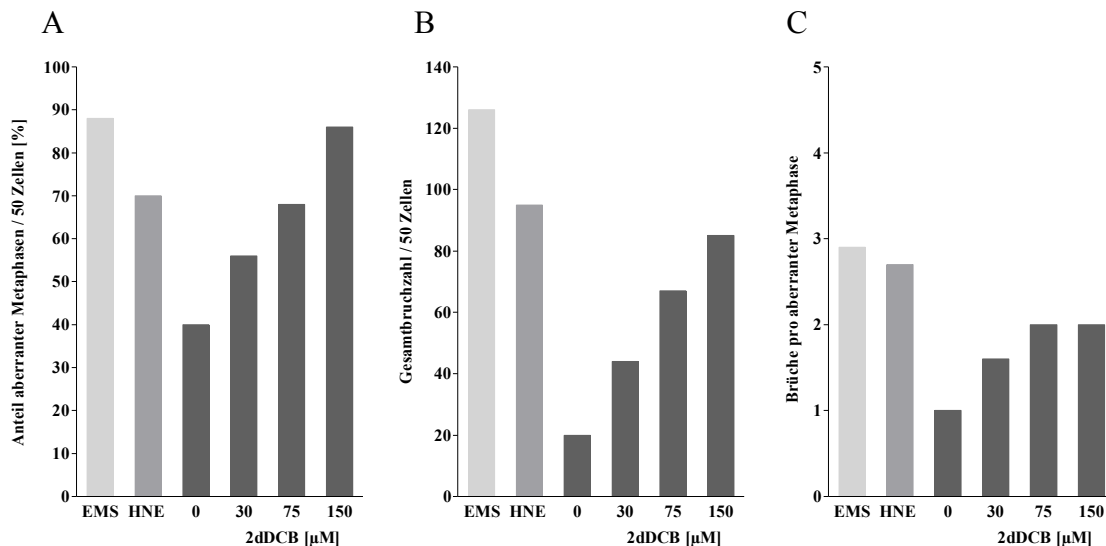 A
Anteil aberranter Metaphasen / 50 Zellen [%]
100
90
80
70
60
50
40
30
20
10
0
EMS HNE 0 30 75 150
2dDCB [µM]
B
Gesamtbruchzahl / 50 Zellen
140
120
100
80
60
40
20
0
EMS HNE 0 30 75 150
2dDCB [µM]
C
Brüche pro aberranter Metaphase
5
4
3
2
1
0
EMS HNE 0 30 75 150
2dDCB [µM]